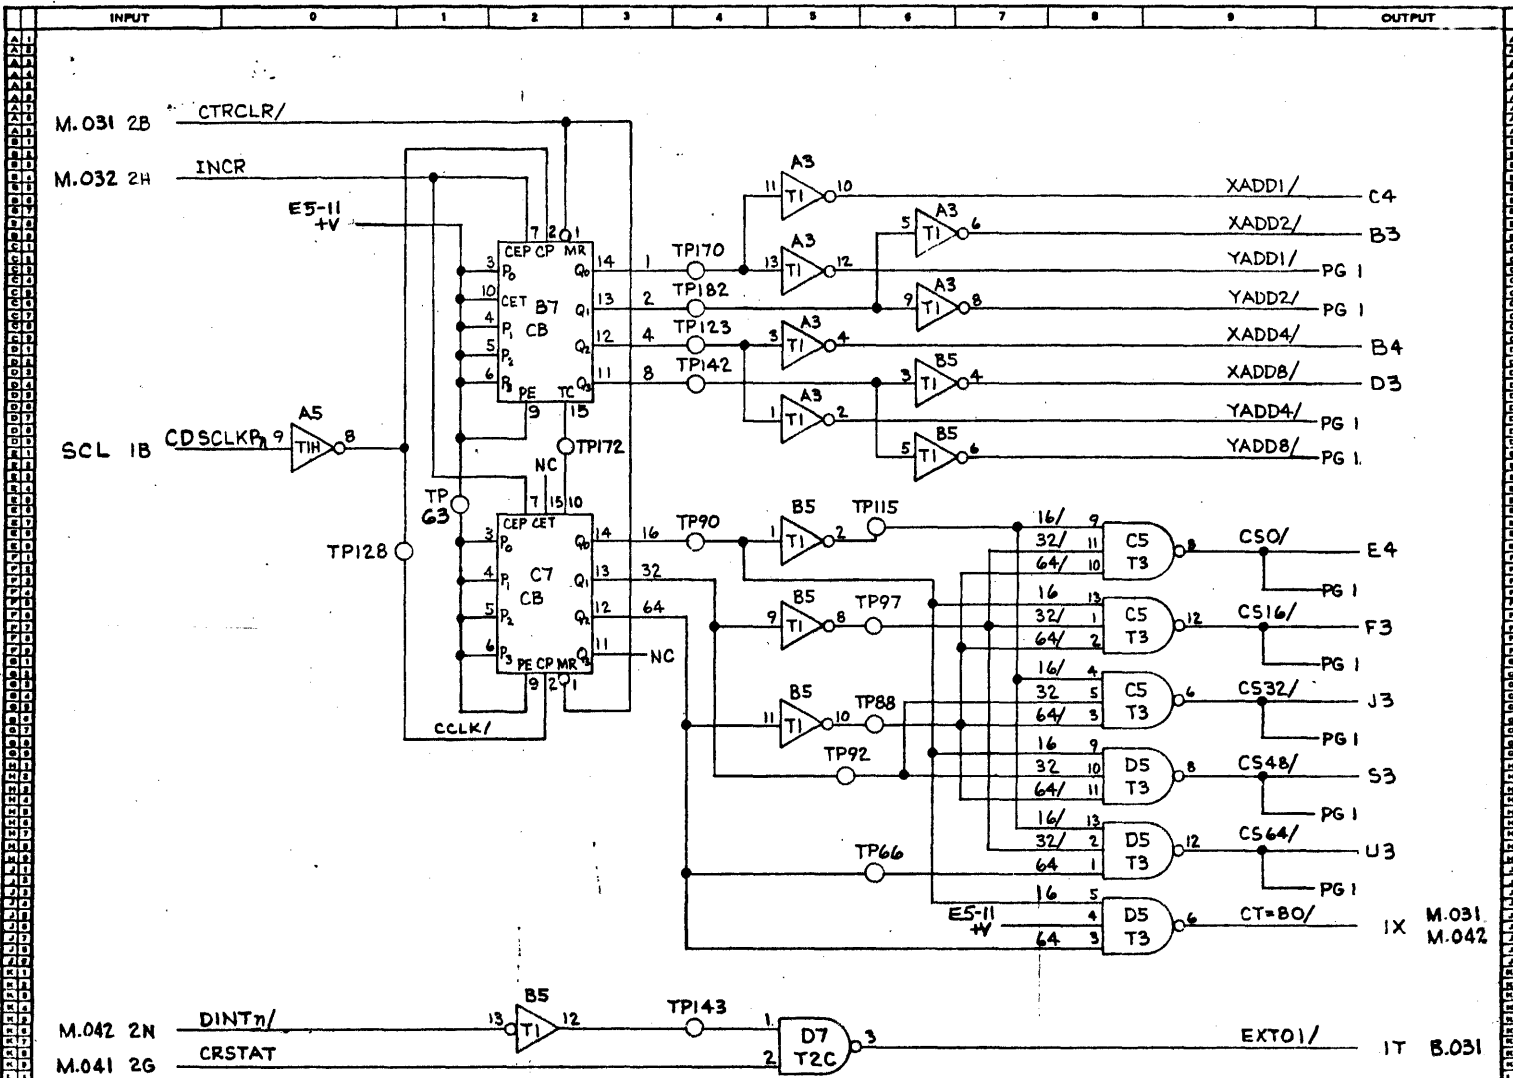 INPUT 0 1 2 3 4 5 6 7 8 9 OUTPUT
M.031 2B CTRCLR/
M.032 2H INCR
E5-11
+V
7 2 1
CEP CP MR
3 P0 Q0 14 1 TP170
10 CET B7 Q1 13 2 TP182
4 P1 CB
Q2 12 4 TP123
5 P2
6 P3 Q3 11 8 TP142
PE TC
9 15
A3
11 T1 10 XADD1/ C4
A3
5 T1 6 XADD2/ B3
A3
13 T1 12 YADD1/ PG 1
A3
9 T1 8 YADD2/ PG 1
A3
3 T1 4 XADD4/ B4
B5
3 T1 4 XADD8/ D3
A3
1 T1 2 YADD4/ PG 1
B5
5 T1 6 YADD8/ PG 1.
A5
SCL 1B CDSCLKPn 9 T1H 8
TP172
NC
TP
63
TP128
7 15 10
CEP CET
3 P0 Q0 14 16 TP90
4 P1 C7 Q1 13 32
CB
5 P2 Q2 12 64
6 P3 Q3 11 NC
PE CP MR
9 2 1
CCLK/
B5
1 T1 2 TP115
B5
9 T1 8 TP97
B5
11 T1 10 TP88
TP92
TP66
16/ 9
32/ 11 C5 8 CS0/ E4
64/ 10 T3
PG 1
16 13
32/ 1 C5 12 CS16/ F3
64/ 2 T3
PG 1
16/ 4
32 5 C5 6 CS32/ J3
64/ 3 T3
PG 1
16 9
32 10 D5 8 CS48/ S3
64/ 11 T3
PG 1
16/ 13
32/ 2 D5 12 CS64/ U3
64 1 T3
PG 1
16 5
E5-11
+V 4 D5 6 CT=80/ 1X M.031
64 3 T3 M.042
B5
M.042 2N DINTn/ 13 T1 12 TP143 1
D7 3 EXT01/ 1T B.031
M.041 2G CRSTAT 2 T2C